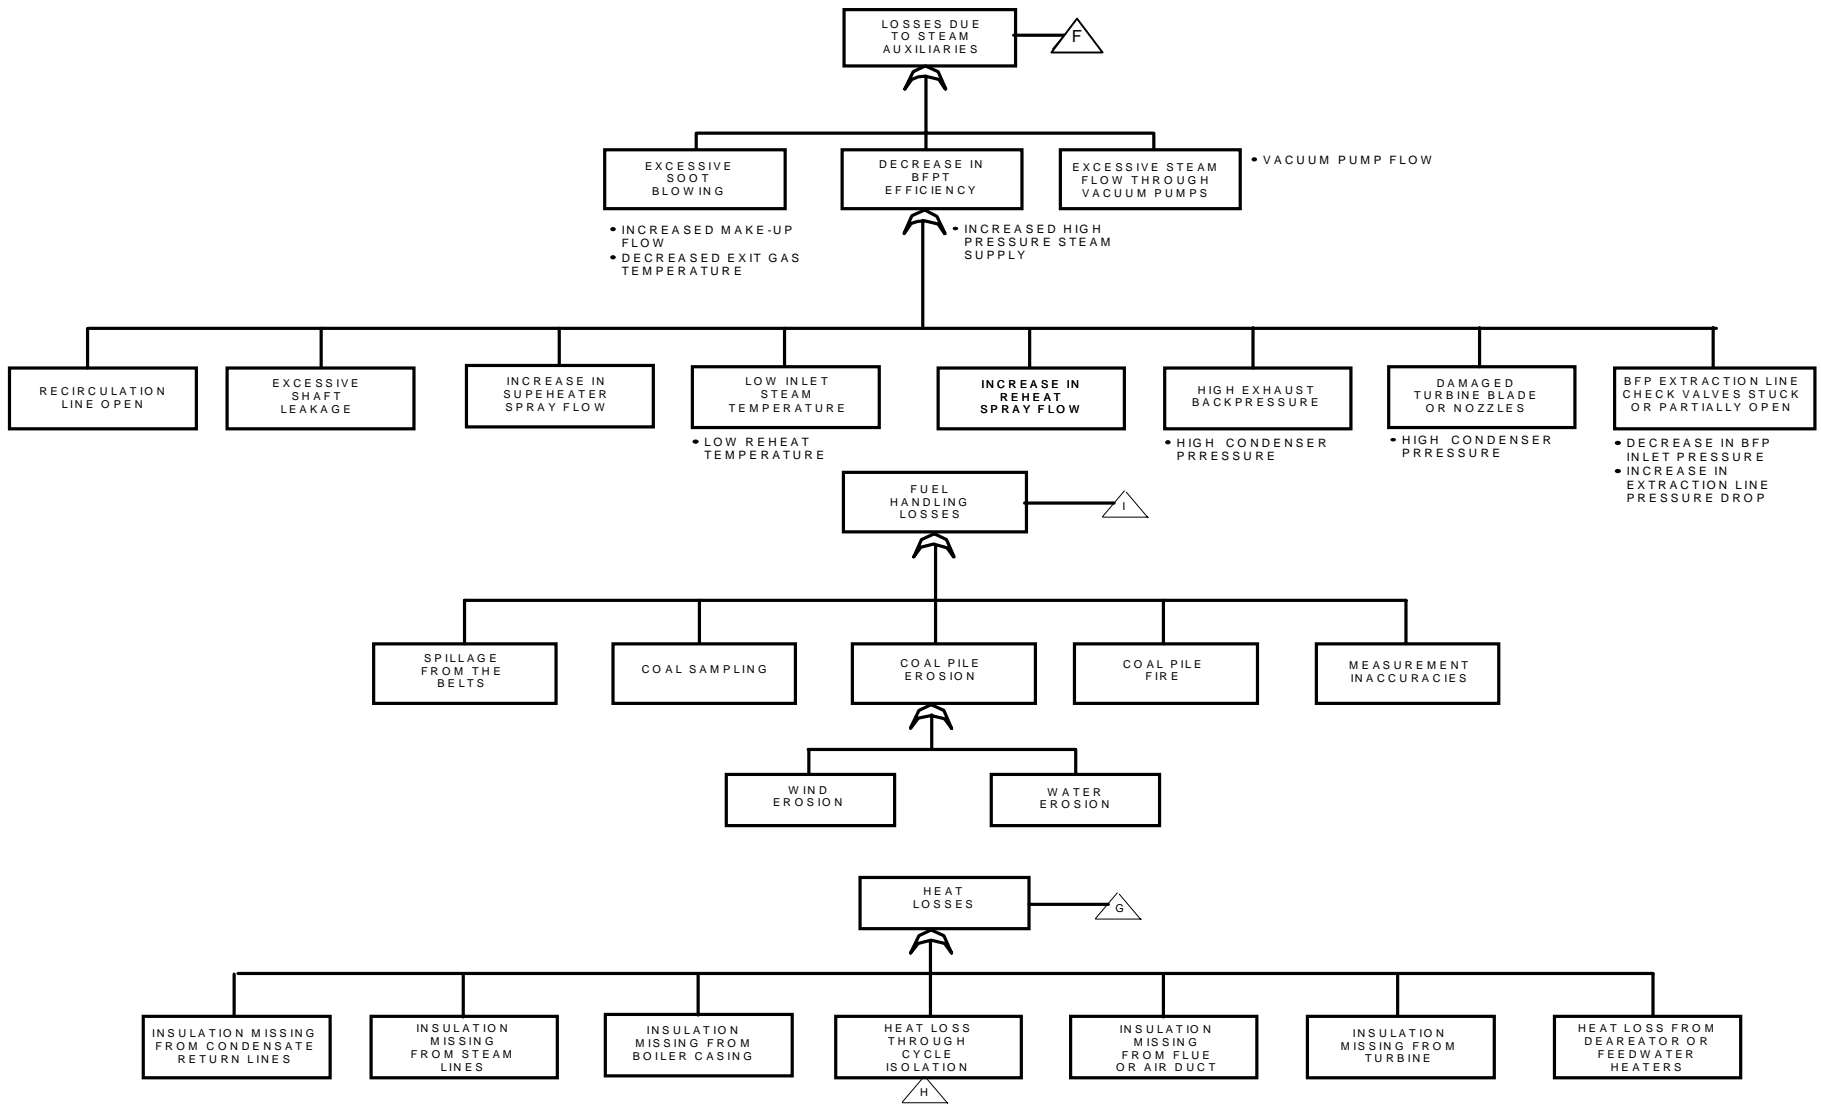 LOSSES DUE
TO STEAM
AUXILIARIES
F
EXCESSIVE
SOOT
BLOWING
DECREASE IN
BFPT
EFFICIENCY
EXCESSIVE STEAM
FLOW THROUGH
VACUUM PUMPS
• VACUUM PUMP FLOW
• INCREASED MAKE-UP
FLOW
• DECREASED EXIT GAS
TEMPERATURE
• INCREASED HIGH
PRESSURE STEAM
SUPPLY
RECIRCULATION
LINE OPEN
EXCESSIVE
SHAFT
LEAKAGE
INCREASE IN
SUPEHEATER
SPRAY FLOW
LOW INLET
STEAM
TEMPERATURE
INCREASE IN
REHEAT
SPRAY FLOW
HIGH EXHAUST
BACKPRESSURE
DAMAGED
TURBINE BLADE
OR NOZZLES
BFP EXTRACTION LINE
CHECK VALVES STUCK
OR PARTIALLY OPEN
• LOW REHEAT
TEMPERATURE
• HIGH CONDENSER
PRRESSURE
• HIGH CONDENSER
PRRESSURE
• DECREASE IN BFP
INLET PRESSURE
• INCREASE IN
EXTRACTION LINE
PRESSURE DROP
FUEL
HANDLING
LOSSES
I
SPILLAGE
FROM THE
BELTS
COAL SAMPLING
COAL PILE
EROSION
COAL PILE
FIRE
MEASUREMENT
INACCURACIES
WIND
EROSION
WATER
EROSION
HEAT
LOSSES
G
INSULATION MISSING
FROM CONDENSATE
RETURN LINES
INSULATION
MISSING
FROM STEAM
LINES
INSULATION
MISSING FROM
BOILER CASING
HEAT LOSS
THROUGH
CYCLE
ISOLATION
INSULATION
MISSING
FROM FLUE
OR AIR DUCT
INSULATION
MISSING FROM
TURBINE
HEAT LOSS FROM
DEAREATOR OR
FEEDWATER
HEATERS
H